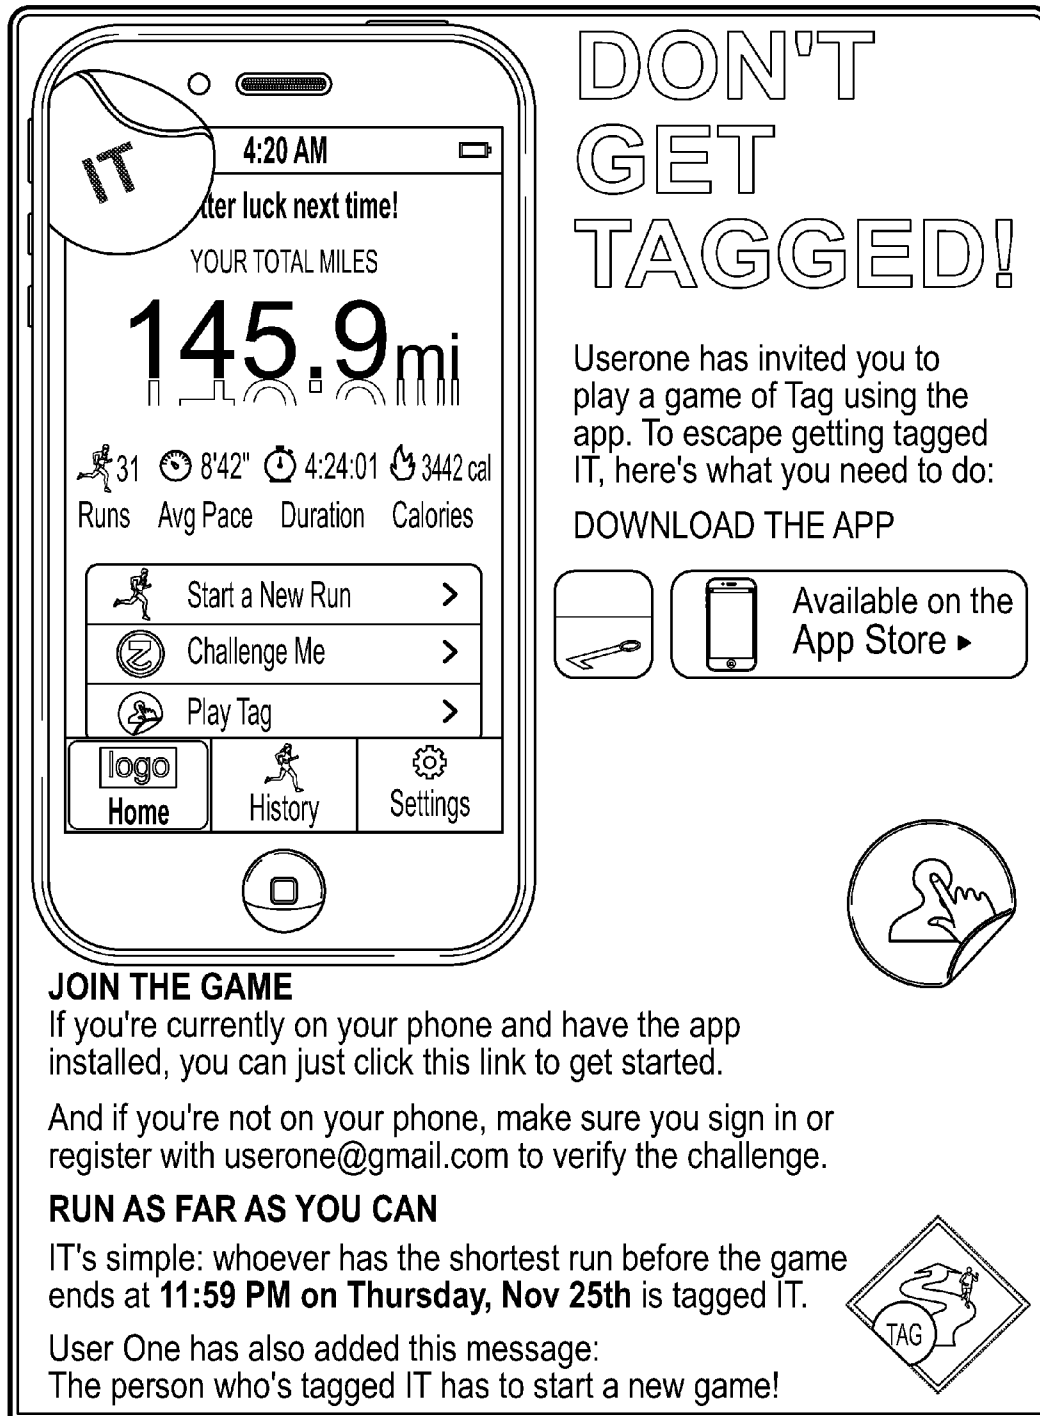 IT
4:20 AM
tter luck next time!
YOUR TOTAL MILES
145.9mi
31 8'42" 4:24:01 3442 cal
Runs Avg Pace Duration Calories
Start a New Run >
Challenge Me >
Play Tag >
logo
Home History Settings
DON'T
GET
TAGGED!
Userone has invited you to
play a game of Tag using the
app. To escape getting tagged
IT, here's what you need to do:
DOWNLOAD THE APP
Available on the
App Store ▸
JOIN THE GAME
If you're currently on your phone and have the app
installed, you can just click this link to get started.
And if you're not on your phone, make sure you sign in or
register with userone@gmail.com to verify the challenge.
RUN AS FAR AS YOU CAN
IT's simple: whoever has the shortest run before the game
ends at 11:59 PM on Thursday, Nov 25th is tagged IT.
User One has also added this message:
The person who's tagged IT has to start a new game!
TAG